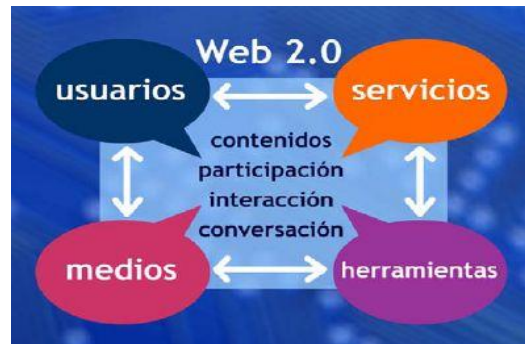 Web 2.0
usuarios
servicios
contenidos
participación
interacción
conversación
medios
herramientas